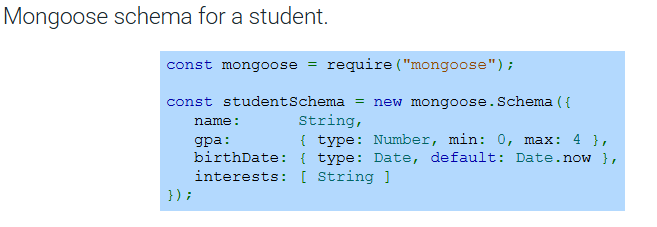 Mongoose schema for a student.
const mongoose = require("mongoose");
const studentSchema = new mongoose.Schema({
   name:      String,
   gpa:       { type: Number, min: 0, max: 4 },
   birthDate: { type: Date, default: Date.now },
   interests: [ String ]
});